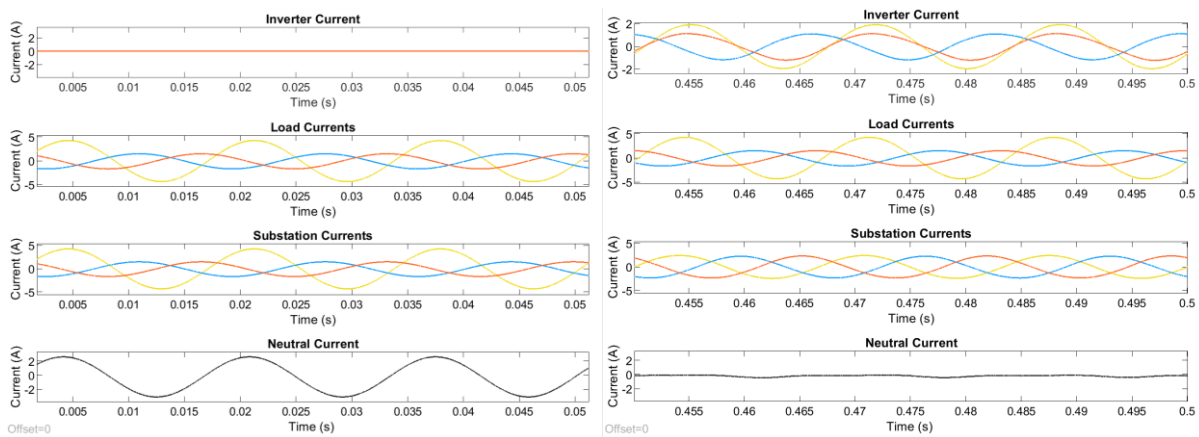 Inverter Current
Current (A)
2
0
-2
0.005 0.01 0.015 0.02 0.025 0.03 0.035 0.04 0.045 0.05
Time (s)
Load Currents
Current (A)
5
0
-5
0.005 0.01 0.015 0.02 0.025 0.03 0.035 0.04 0.045 0.05
Time (s)
Substation Currents
Current (A)
5
0
-5
0.005 0.01 0.015 0.02 0.025 0.03 0.035 0.04 0.045 0.05
Time (s)
Neutral Current
Current (A)
2
0
-2
0.005 0.01 0.015 0.02 0.025 0.03 0.035 0.04 0.045 0.05
Time (s)
Offset=0
Inverter Current
Current (A)
2
0
-2
0.455 0.46 0.465 0.47 0.475 0.48 0.485 0.49 0.495 0.5
Time (s)
Load Currents
Current (A)
5
0
-5
0.455 0.46 0.465 0.47 0.475 0.48 0.485 0.49 0.495 0.5
Time (s)
Substation Currents
Current (A)
5
0
-5
0.455 0.46 0.465 0.47 0.475 0.48 0.485 0.49 0.495 0.5
Time (s)
Neutral Current
Current (A)
2
0
-2
0.455 0.46 0.465 0.47 0.475 0.48 0.485 0.49 0.495 0.5
Time (s)
Offset=0